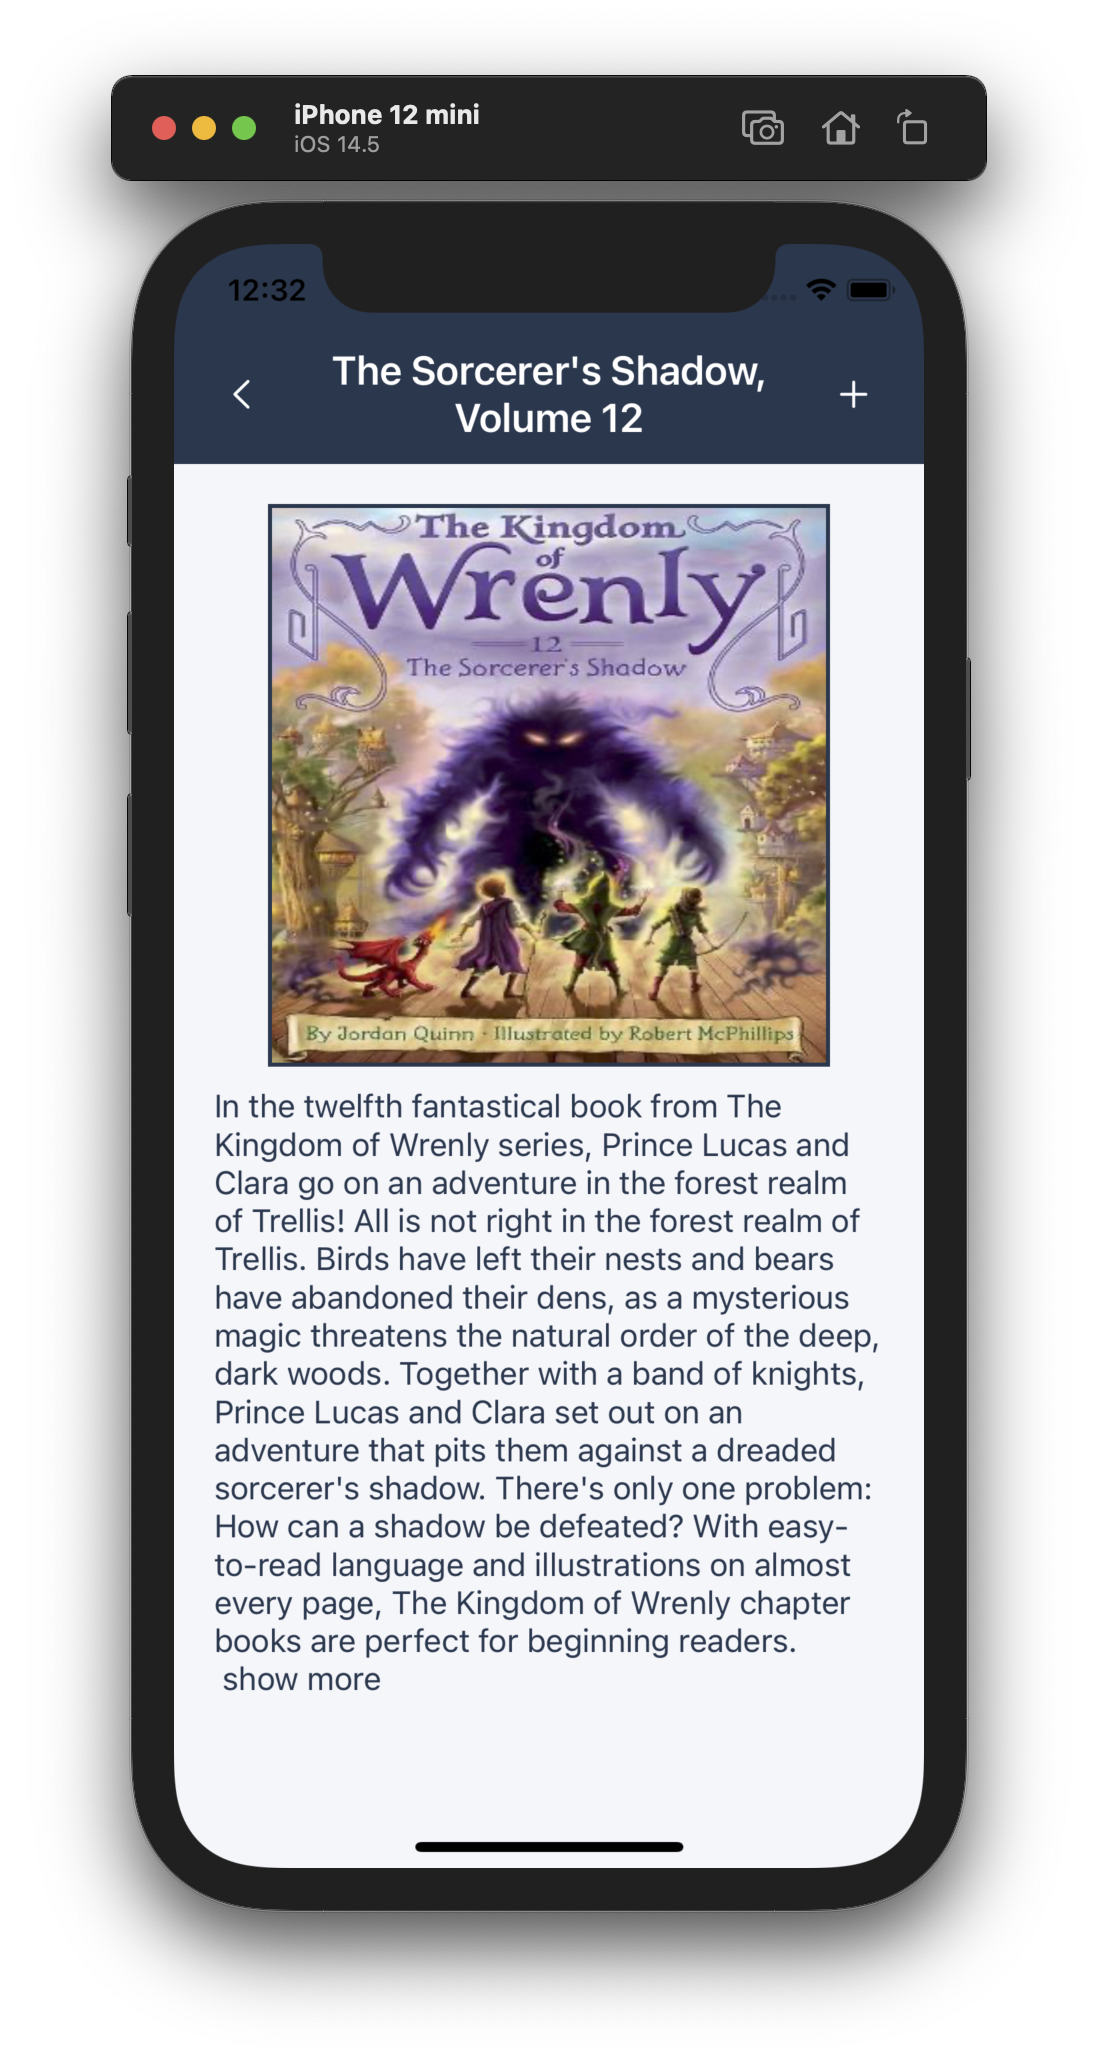 iPhone 12 mini
iOS 14.5
12:32
The Sorcerer's Shadow,
Volume 12
The Kingdom
of
Wrenly
12
The Sorcerer's Shadow
By Jordan Quinn · Illustrated by Robert McPhillips
In the twelfth fantastical book from The
Kingdom of Wrenly series, Prince Lucas and
Clara go on an adventure in the forest realm
of Trellis! All is not right in the forest realm of
Trellis. Birds have left their nests and bears
have abandoned their dens, as a mysterious
magic threatens the natural order of the deep,
dark woods. Together with a band of knights,
Prince Lucas and Clara set out on an
adventure that pits them against a dreaded
sorcerer's shadow. There's only one problem:
How can a shadow be defeated? With easy-
to-read language and illustrations on almost
every page, The Kingdom of Wrenly chapter
books are perfect for beginning readers.
show more